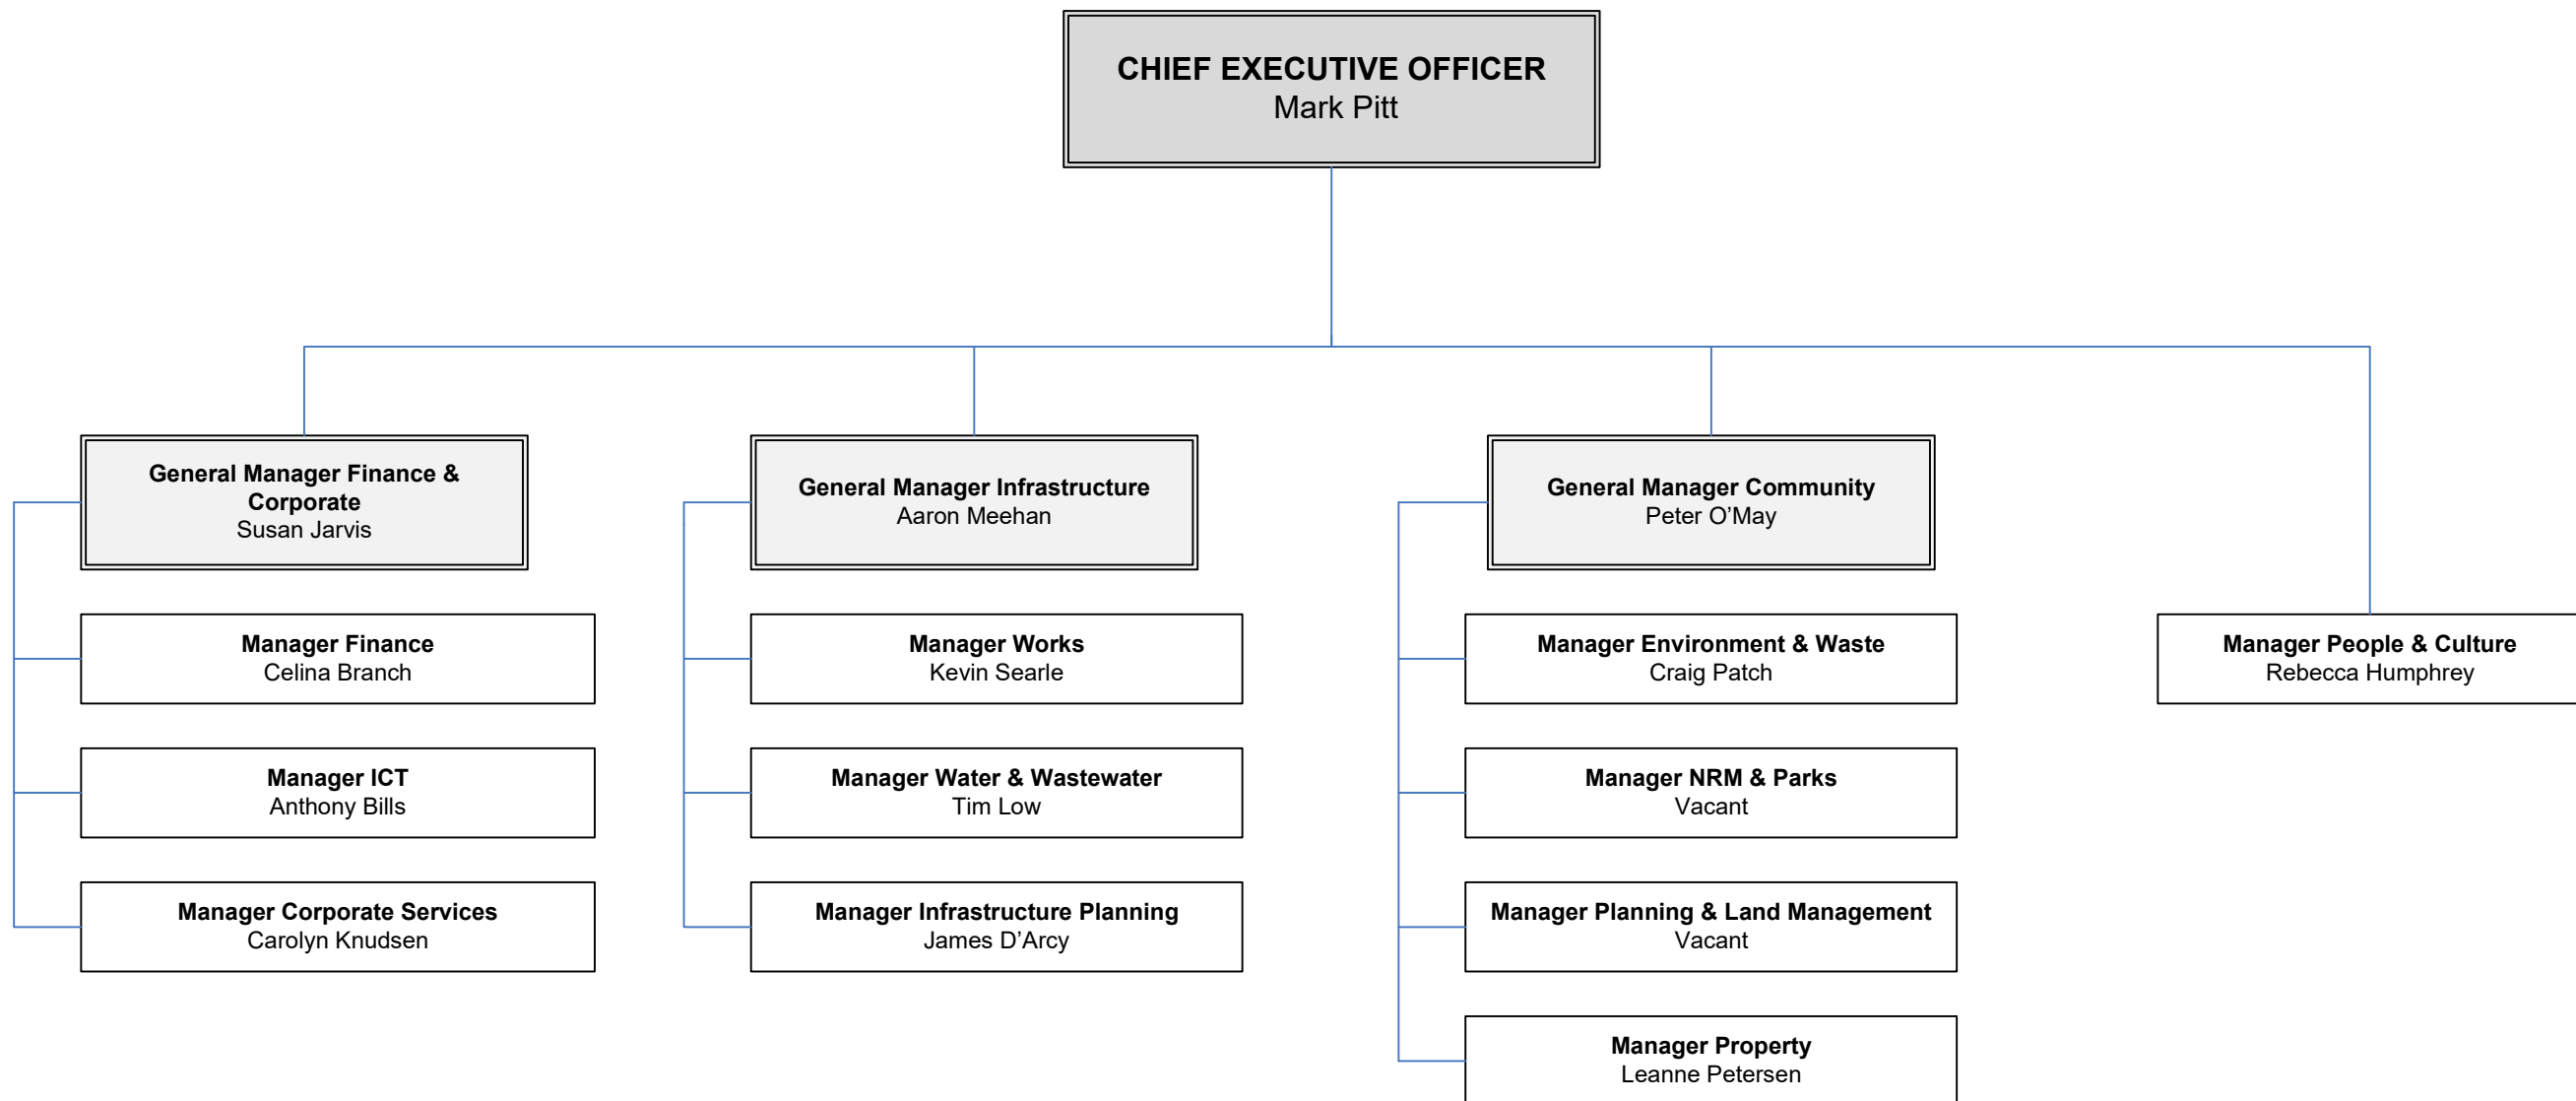 CHIEF EXECUTIVE OFFICER
Mark Pitt
General Manager Finance &
Corporate
Susan Jarvis
Manager Finance
Celina Branch
Manager ICT
Anthony Bills
Manager Corporate Services
Carolyn Knudsen
General Manager Infrastructure
Aaron Meehan
Manager Works
Kevin Searle
Manager Water & Wastewater
Tim Low
Manager Infrastructure Planning
James D’Arcy
General Manager Community
Peter O’May
Manager Environment & Waste
Craig Patch
Manager NRM & Parks
Vacant
Manager Planning & Land Management
Vacant
Manager Property
Leanne Petersen
Manager People & Culture
Rebecca Humphrey